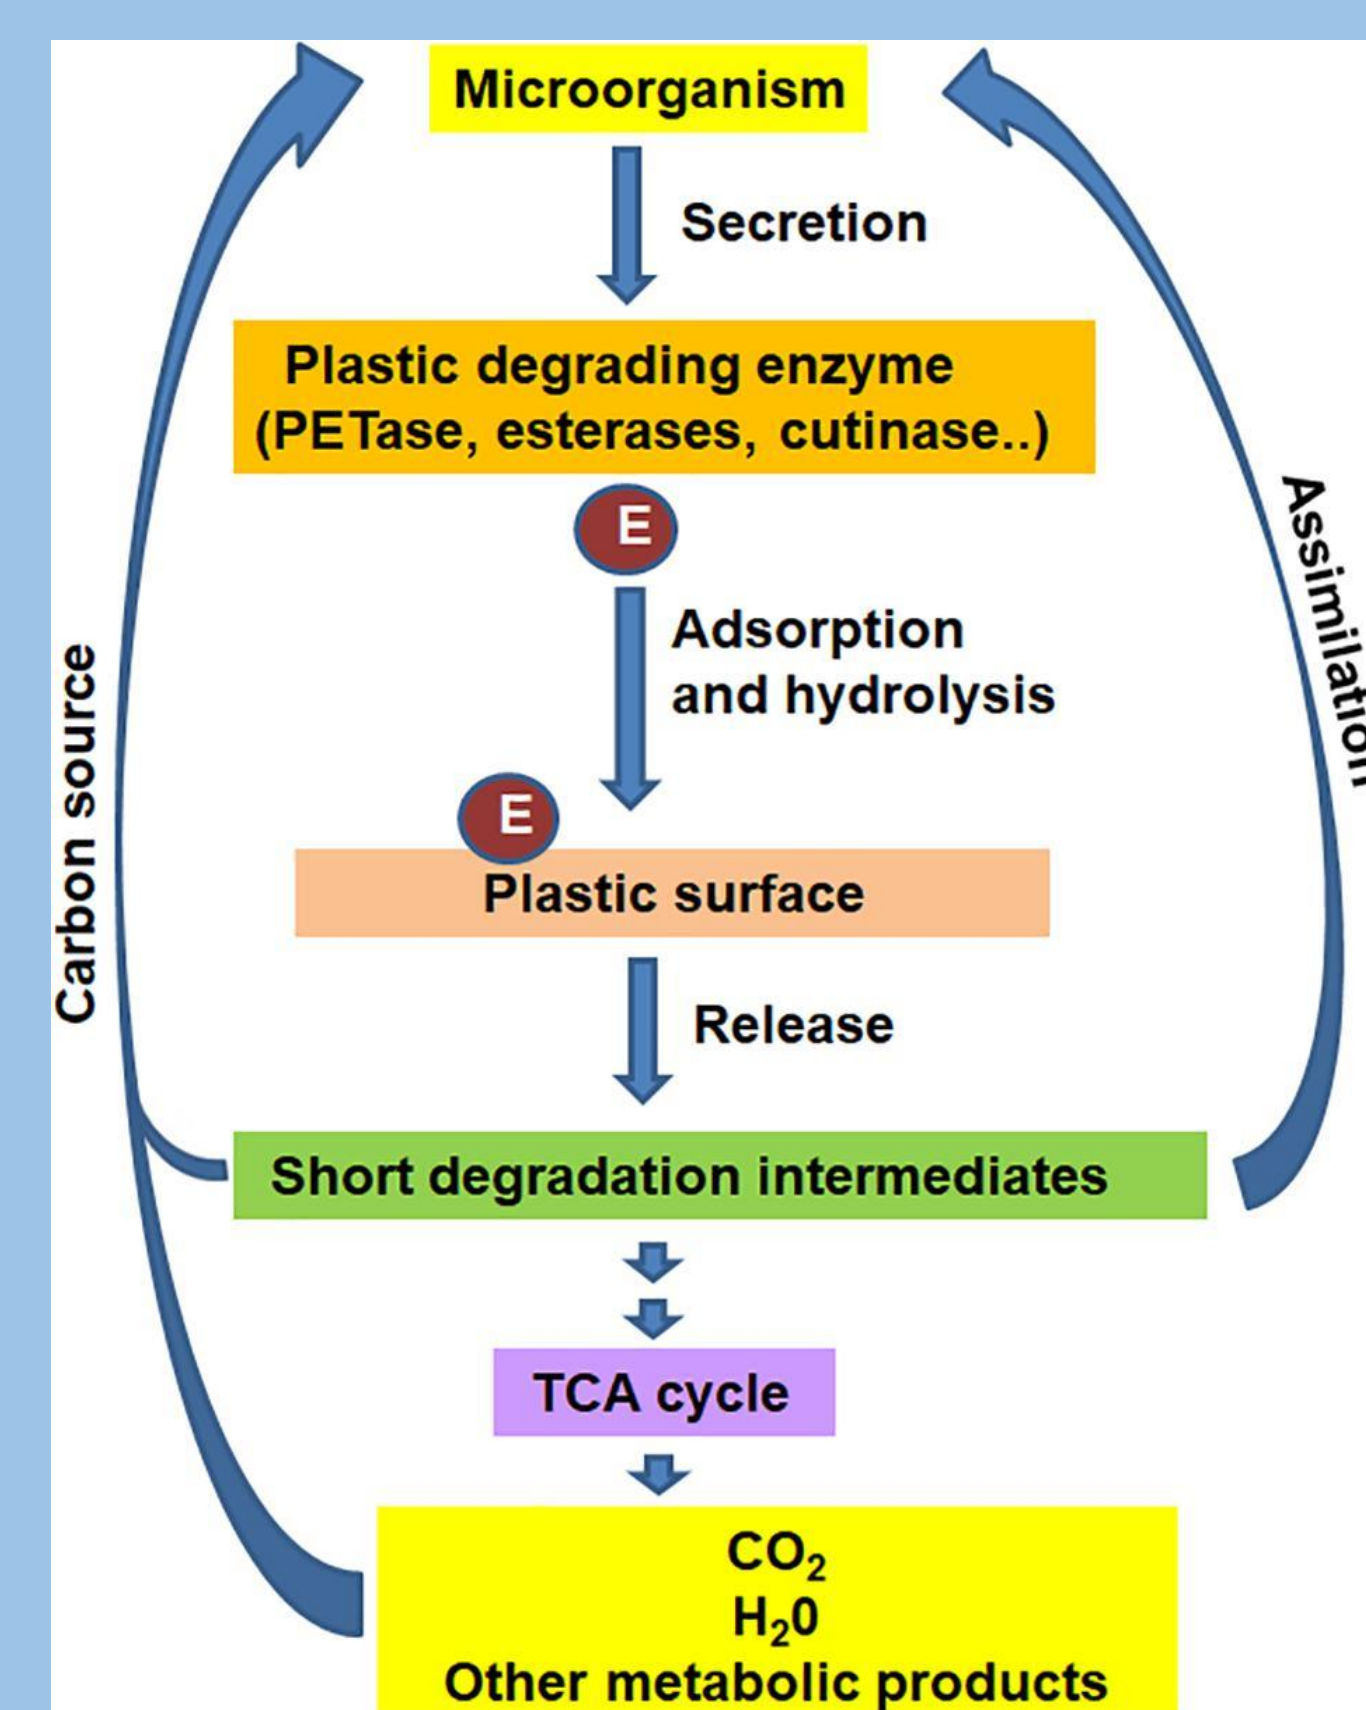 Microorganism
Secretion
Plastic degrading enzyme
(PETase, esterases, cutinase..)
E
Adsorption
and hydrolysis
E
Plastic surface
Release
Short degradation intermediates
TCA cycle
CO₂
H₂0
Other metabolic products
Carbon source
Assimilation